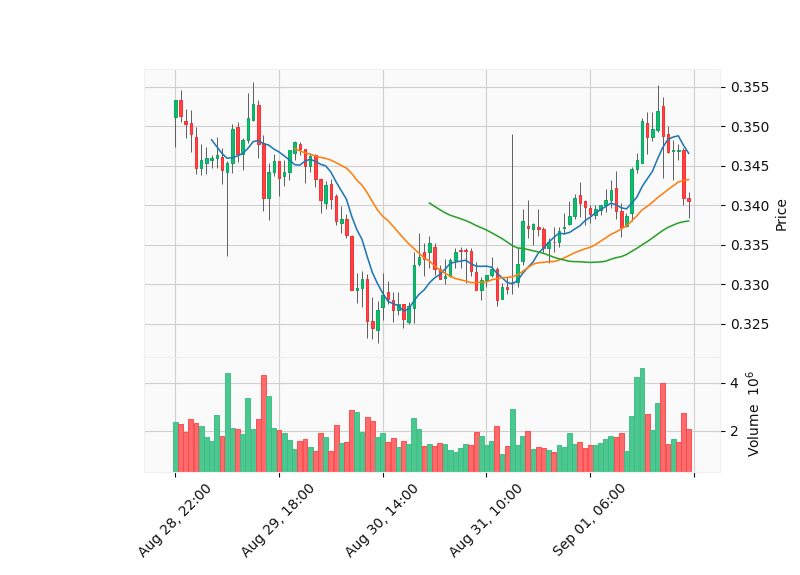 0.355
0.350
0.345
0.340
0.335
0.330
0.325
Price
4
2
Volume 10⁶
Aug 28, 22:00
Aug 29, 18:00
Aug 30, 14:00
Aug 31, 10:00
Sep 01, 06:00